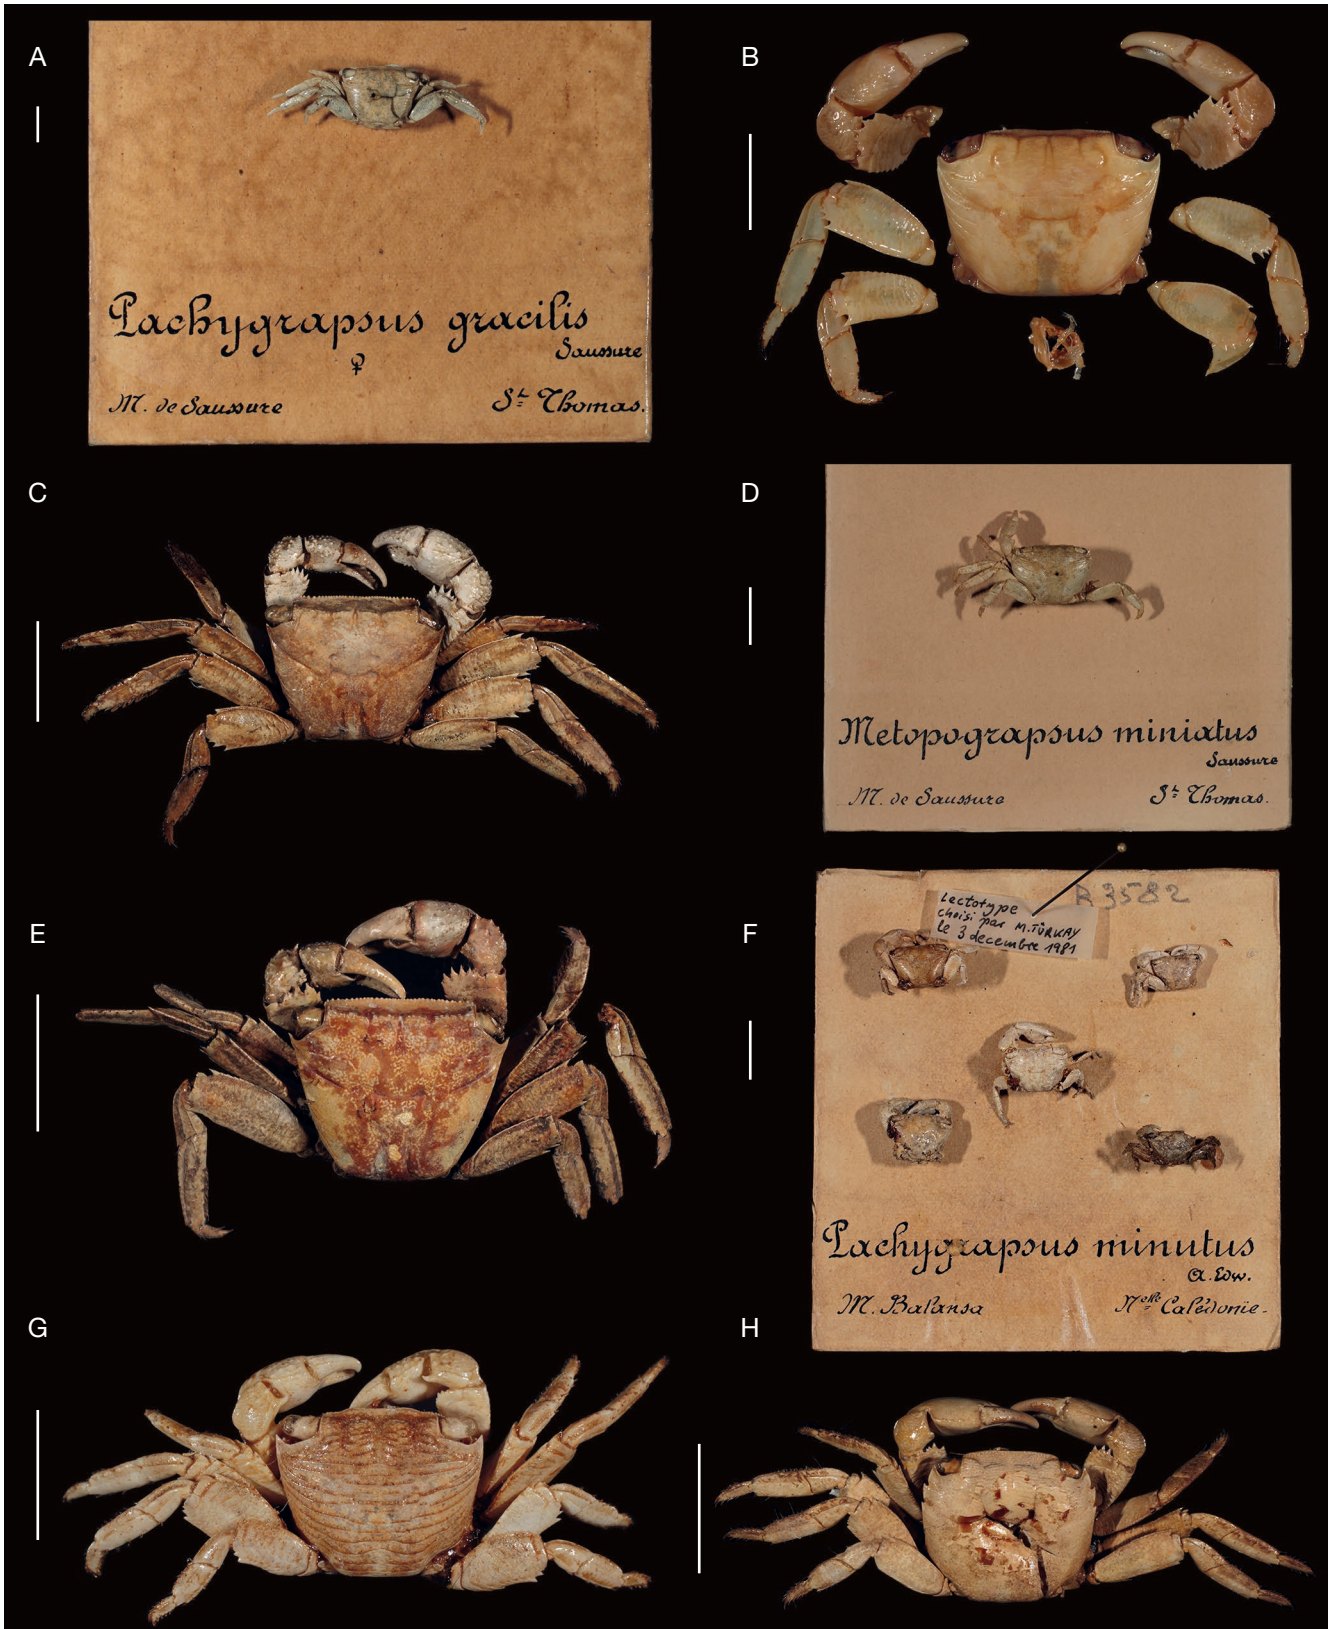 A
Pachygrapsus gracilis
Saussure
♀
M. de Saussure
St Thomas.
B
C
D
Metopograpsus miniatus
Saussure
M. de Saussure
St Thomas.
E
F
R 3582
Lectotype
choisi par M. TÜRKAY
le 3 decembre 1981
Pachygrapsus minutus
A. Edw.
M. Balansa
Nelle Calédonïe.
G
H